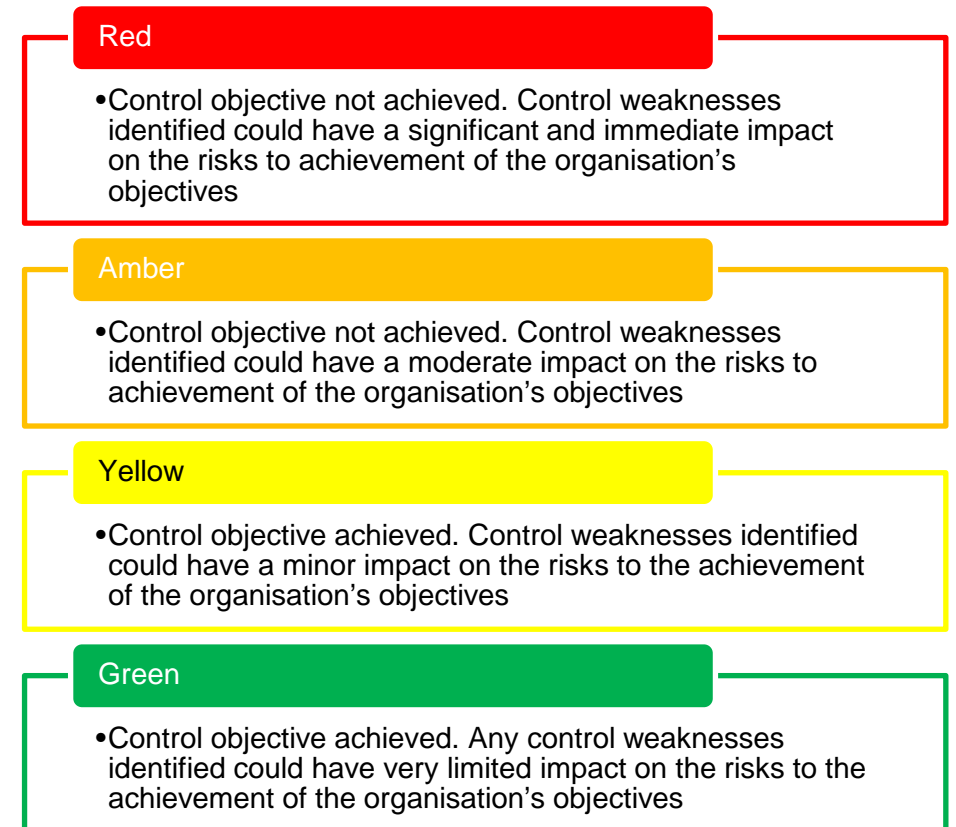 Red
•Control objective not achieved. Control weaknesses
identified could have a significant and immediate impact
on the risks to achievement of the organisation’s
objectives
Amber
•Control objective not achieved. Control weaknesses
identified could have a moderate impact on the risks to
achievement of the organisation’s objectives
Yellow
•Control objective achieved. Control weaknesses identified
could have a minor impact on the risks to the achievement
of the organisation’s objectives
Green
•Control objective achieved. Any control weaknesses
identified could have very limited impact on the risks to the
achievement of the organisation’s objectives